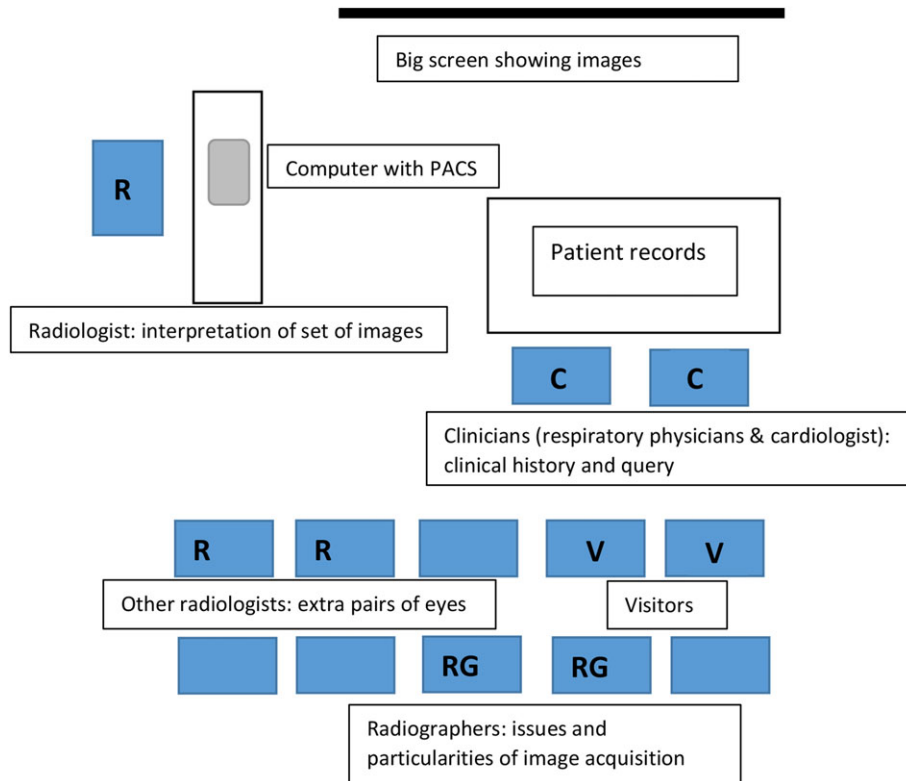 Big screen showing images
Computer with PACS
R
Patient records
Radiologist: interpretation of set of images
C C
Clinicians (respiratory physicians & cardiologist):
clinical history and query
R R V V
Other radiologists: extra pairs of eyes
Visitors
RG RG
Radiographers: issues and
particularities of image acquisition